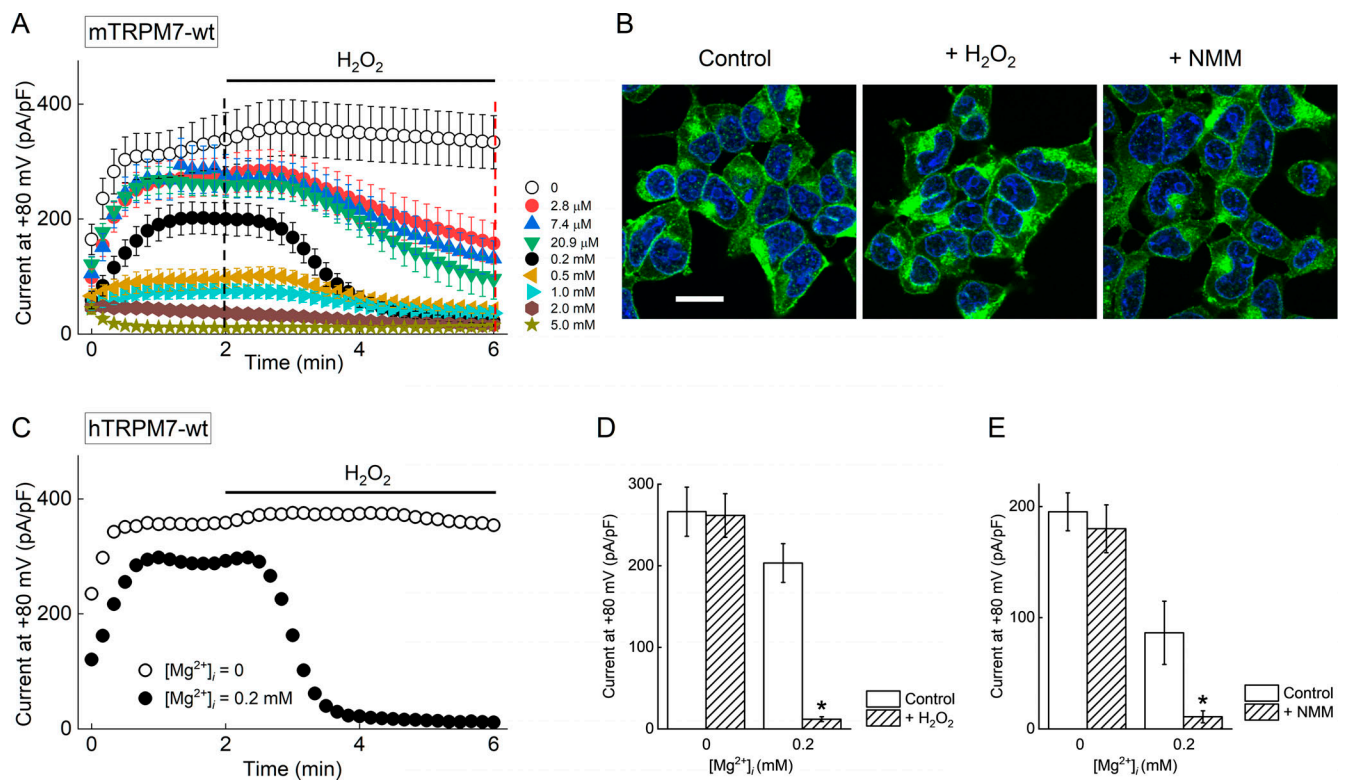 A
mTRPM7-wt
H₂O₂
Current at +80 mV (pA/pF)
400
200
0
0
2
4
6
Time (min)
0
2.8 μM
7.4 μM
20.9 μM
0.2 mM
0.5 mM
1.0 mM
2.0 mM
5.0 mM
B
Control
+ H₂O₂
+ NMM
C
hTRPM7-wt
H₂O₂
Current at +80 mV (pA/pF)
400
200
0
[Mg²⁺]ᵢ = 0
[Mg²⁺]ᵢ = 0.2 mM
0
2
4
6
Time (min)
D
Current at +80 mV (pA/pF)
300
200
100
0
*
0
0.2
[Mg²⁺]ᵢ (mM)
Control
+ H₂O₂
E
Current at +80 mV (pA/pF)
200
100
0
*
0
0.2
[Mg²⁺]ᵢ (mM)
Control
+ NMM